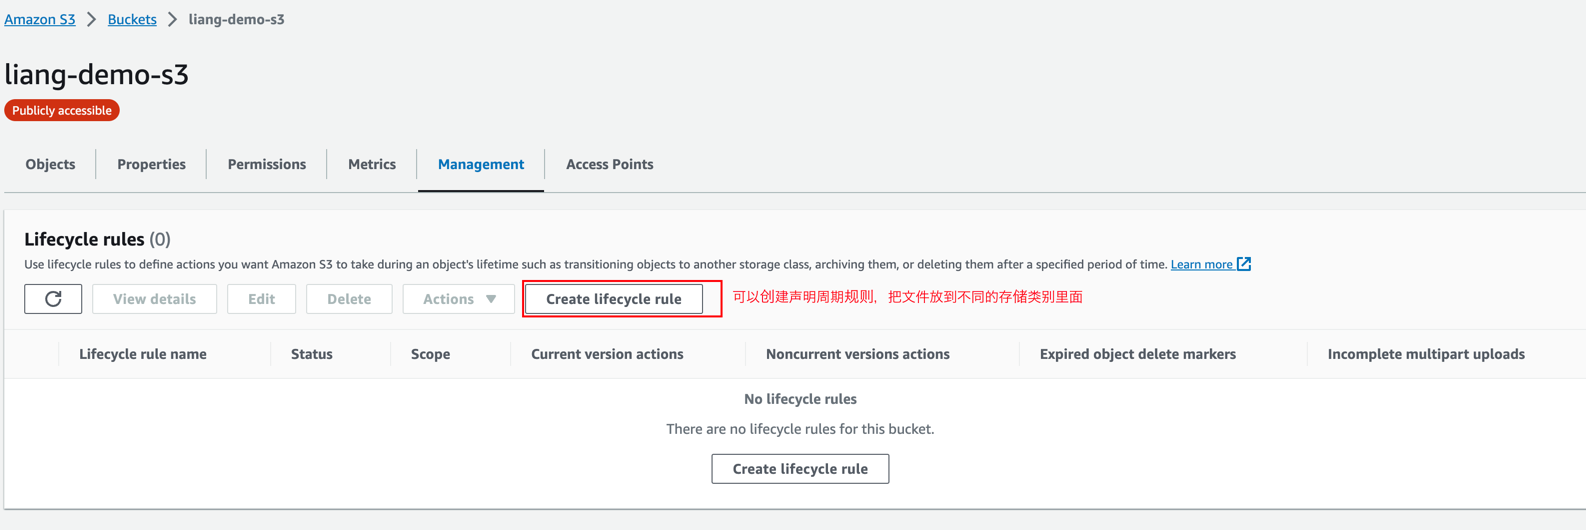 Amazon S3 > Buckets > liang-demo-s3
liang-demo-s3
Publicly accessible
Objects Properties Permissions Metrics Management Access Points
Lifecycle rules (0)
Use lifecycle rules to define actions you want Amazon S3 to take during an object's lifetime such as transitioning objects to another storage class, archiving them, or deleting them after a specified period of time. Learn more
View details Edit Delete Actions ▼ Create lifecycle rule 可以创建声明周期规则，把文件放到不同的存储类别里面
Lifecycle rule name Status Scope Current version actions Noncurrent versions actions Expired object delete markers Incomplete multipart uploads
No lifecycle rules
There are no lifecycle rules for this bucket.
Create lifecycle rule